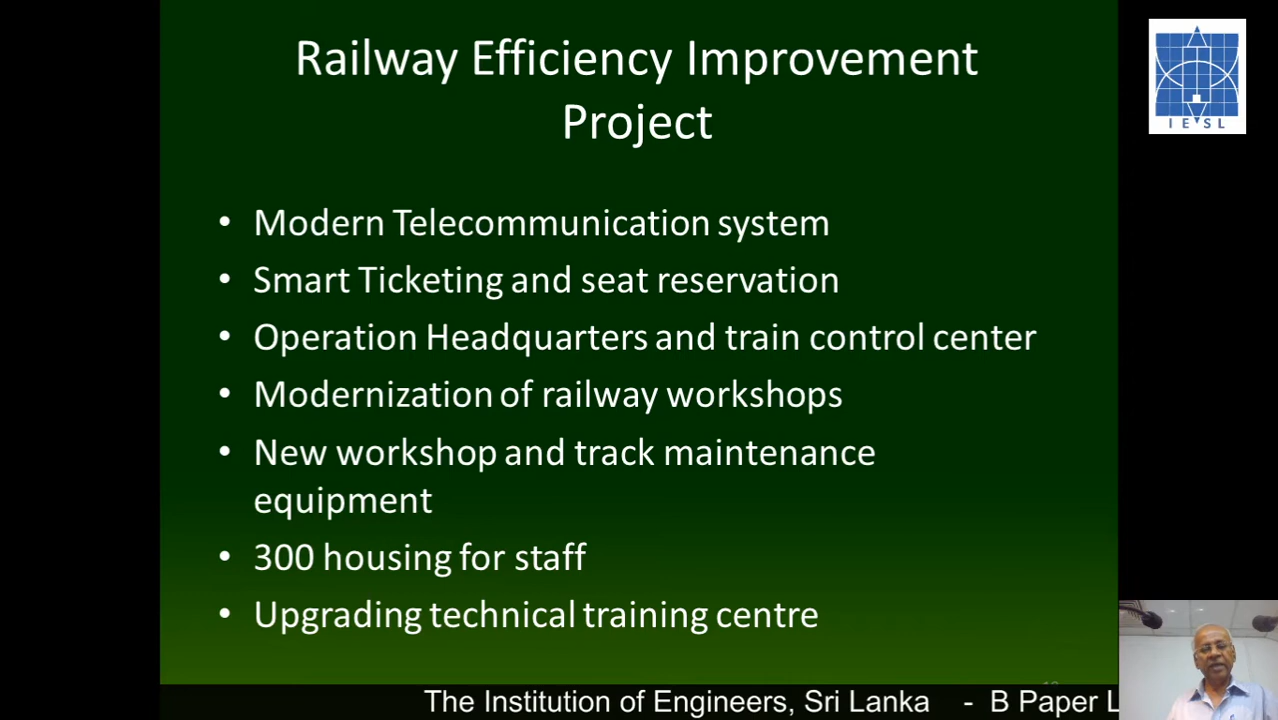 Railway Efficiency Improvement
Project
• Modern Telecommunication system
• Smart Ticketing and seat reservation
• Operation Headquarters and train control center
• Modernization of railway workshops
• New workshop and track maintenance
equipment
• 300 housing for staff
• Upgrading technical training centre
I E S L
The Institution of Engineers, Sri Lanka - B Paper L